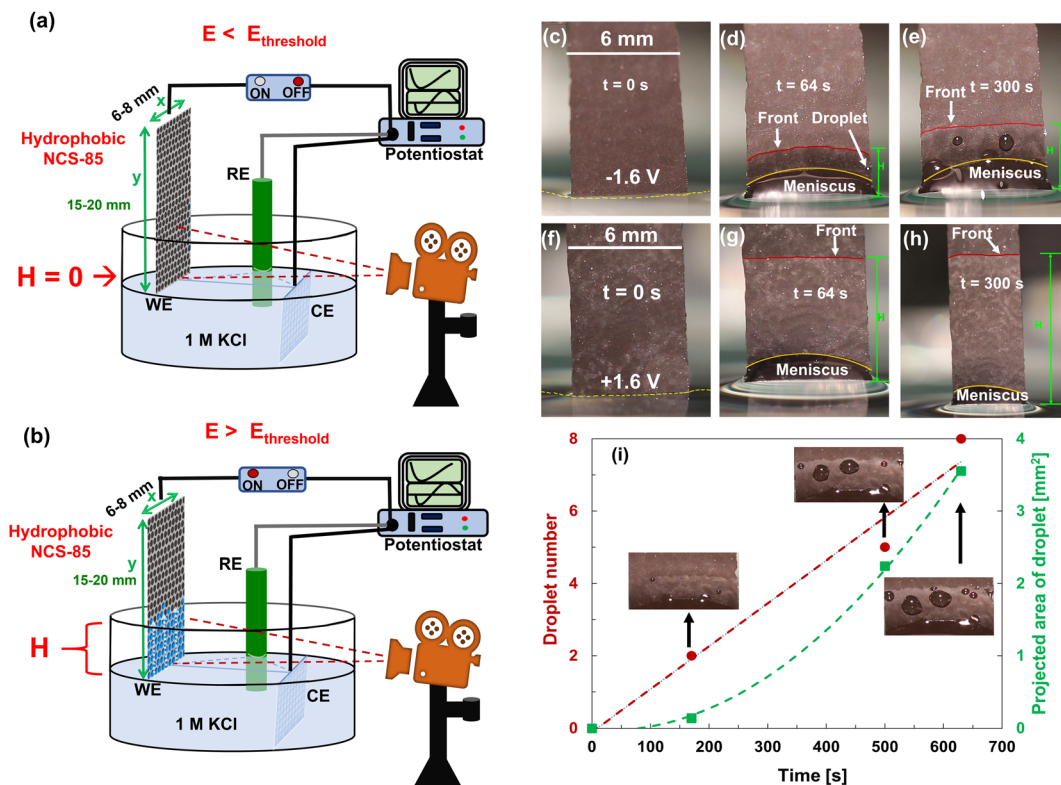 (a)
E < E threshold
ON OFF
6-8 mm
x
Hydrophobic
NCS-85
y
15-20 mm
RE
Potentiostat
H = 0 →
WE
CE
1 M KCl
(b)
E > E threshold
ON OFF
6-8 mm
x
Hydrophobic
NCS-85
y
15-20 mm
RE
Potentiostat
H
WE
CE
1 M KCl
(c)
6 mm
t = 0 s
-1.6 V
(d)
t = 64 s
Front
Droplet
H
Meniscus
(e)
t = 300 s
Front
H
Meniscus
(f)
6 mm
t = 0 s
+1.6 V
(g)
Front
t = 64 s
H
Meniscus
(h)
Front
t = 300 s
H
Meniscus
(i)
Droplet number
8
6
4
2
0
Projected area of droplet [mm²]
4
3
2
1
0
0 100 200 300 400 500 600 700
Time [s]